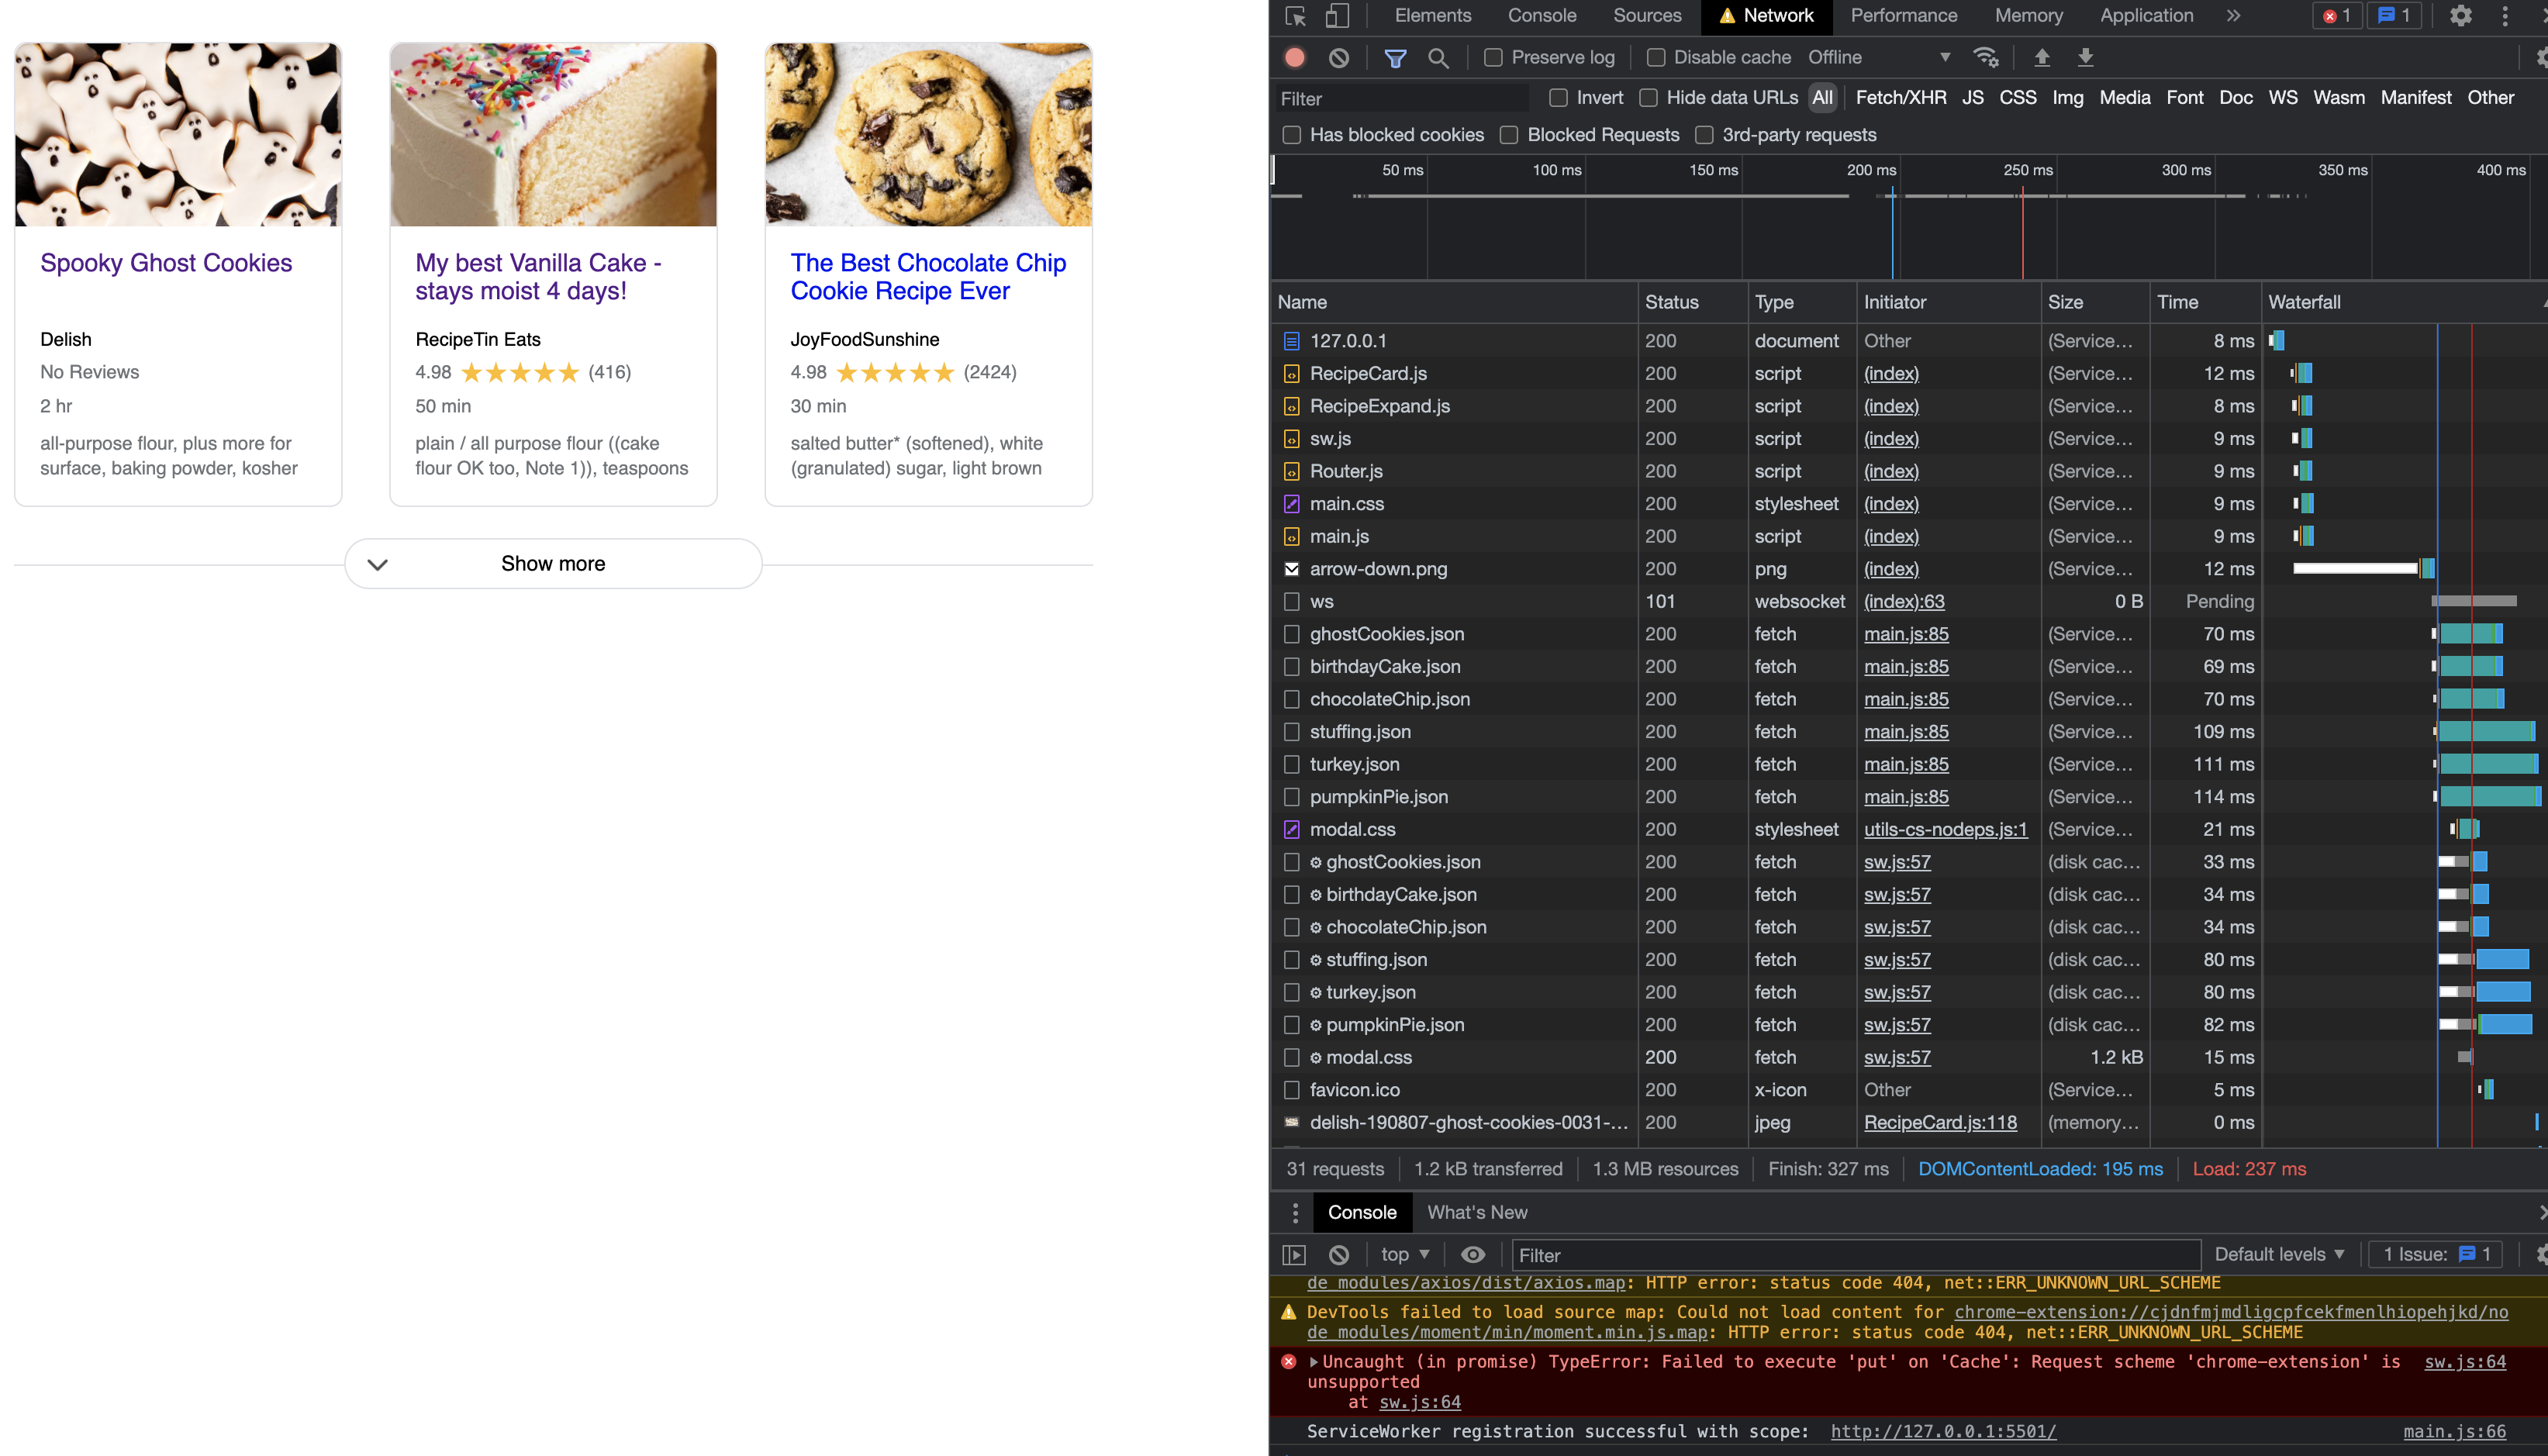 Spooky Ghost Cookies
Delish
No Reviews
2 hr
all-purpose flour, plus more for
surface, baking powder, kosher
My best Vanilla Cake -
stays moist 4 days!
RecipeTin Eats
4.98 (416)
50 min
plain / all purpose flour ((cake
flour OK too, Note 1)), teaspoons
The Best Chocolate Chip
Cookie Recipe Ever
JoyFoodSunshine
4.98 (2424)
30 min
salted butter* (softened), white
(granulated) sugar, light brown
Show more
Elements Console Sources Network Performance Memory Application » 1 1
Preserve log Disable cache Offline
Filter Invert Hide data URLs All Fetch/XHR JS CSS Img Media Font Doc WS Wasm Manifest Other
Has blocked cookies Blocked Requests 3rd-party requests
50 ms 100 ms 150 ms 200 ms 250 ms 300 ms 350 ms 400 ms
Name Status Type Initiator Size Time Waterfall
127.0.0.1 200 document Other (Service… 8 ms
RecipeCard.js 200 script (index) (Service… 12 ms
RecipeExpand.js 200 script (index) (Service… 8 ms
sw.js 200 script (index) (Service… 9 ms
Router.js 200 script (index) (Service… 9 ms
main.css 200 stylesheet (index) (Service… 9 ms
main.js 200 script (index) (Service… 9 ms
arrow-down.png 200 png (index) (Service… 12 ms
ws 101 websocket (index):63 0 B Pending
ghostCookies.json 200 fetch main.js:85 (Service… 70 ms
birthdayCake.json 200 fetch main.js:85 (Service… 69 ms
chocolateChip.json 200 fetch main.js:85 (Service… 70 ms
stuffing.json 200 fetch main.js:85 (Service… 109 ms
turkey.json 200 fetch main.js:85 (Service… 111 ms
pumpkinPie.json 200 fetch main.js:85 (Service… 114 ms
modal.css 200 stylesheet utils-cs-nodeps.js:1 (Service… 21 ms
ghostCookies.json 200 fetch sw.js:57 (disk cac… 33 ms
birthdayCake.json 200 fetch sw.js:57 (disk cac… 34 ms
chocolateChip.json 200 fetch sw.js:57 (disk cac… 34 ms
stuffing.json 200 fetch sw.js:57 (disk cac… 80 ms
turkey.json 200 fetch sw.js:57 (disk cac… 80 ms
pumpkinPie.json 200 fetch sw.js:57 (disk cac… 82 ms
modal.css 200 fetch sw.js:57 1.2 kB 15 ms
favicon.ico 200 x-icon Other (Service… 5 ms
delish-190807-ghost-cookies-0031-… 200 jpeg RecipeCard.js:118 (memory… 0 ms
31 requests 1.2 kB transferred 1.3 MB resources Finish: 327 ms DOMContentLoaded: 195 ms Load: 237 ms
Console What's New
top Filter Default levels 1 Issue: 1
de_modules/axios/dist/axios.map: HTTP error: status code 404, net::ERR_UNKNOWN_URL_SCHEME
DevTools failed to load source map: Could not load content for chrome-extension://cjdnfmjmdligcpfcekfmenlhiopehjkd/no
de_modules/moment/min/moment.min.js.map: HTTP error: status code 404, net::ERR_UNKNOWN_URL_SCHEME
Uncaught (in promise) TypeError: Failed to execute 'put' on 'Cache': Request scheme 'chrome-extension' is sw.js:64
unsupported
at sw.js:64
ServiceWorker registration successful with scope: http://127.0.0.1:5501/ main.js:66